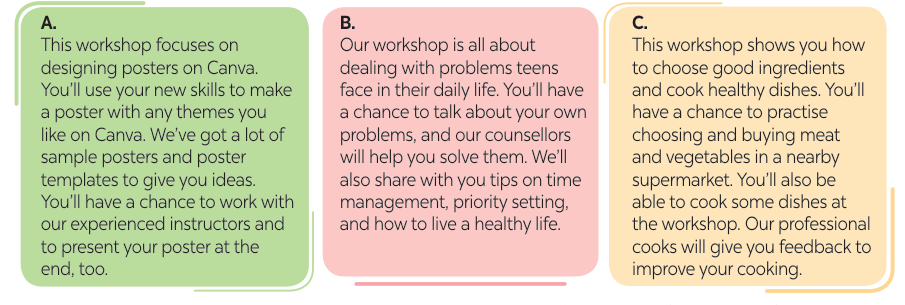 A.
This workshop focuses on
designing posters on Canva.
You'll use your new skills to make
a poster with any themes you
like on Canva. We've got a lot of
sample posters and poster
templates to give you ideas.
You'll have a chance to work with
our experienced instructors and
to present your poster at the
end, too.
B.
Our workshop is all about
dealing with problems teens
face in their daily life. You'll have
a chance to talk about your own
problems, and our counsellors
will help you solve them. We'll
also share with you tips on time
management, priority setting,
and how to live a healthy life.
C.
This workshop shows you how
to choose good ingredients
and cook healthy dishes. You'll
have a chance to practise
choosing and buying meat
and vegetables in a nearby
supermarket. You'll also be
able to cook some dishes at
the workshop. Our professional
cooks will give you feedback to
improve your cooking.